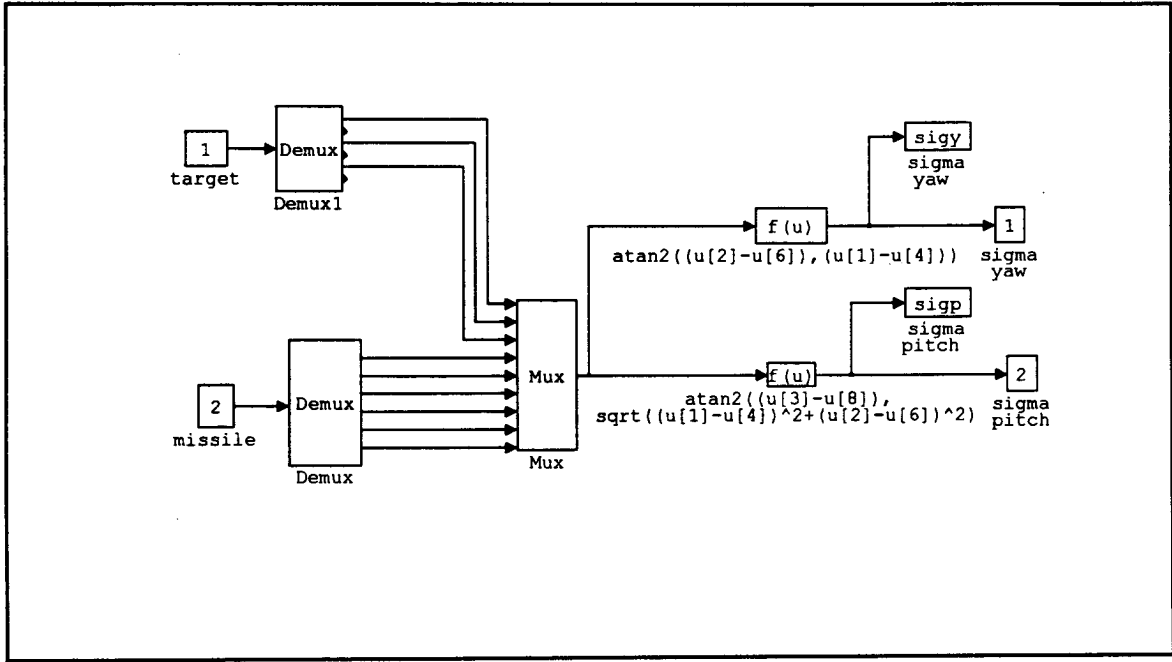 1
target
Demux
Demux1
2
missile
Demux
Demux
Mux
Mux
f(u)
atan2((u[2]-u[6]),(u[1]-u[4]))
sigy
sigma
yaw
1
sigma
yaw
f(u)
atan2((u[3]-u[8]),
sqrt((u[1]-u[4])^2+(u[2]-u[6])^2)
sigp
sigma
pitch
2
sigma
pitch